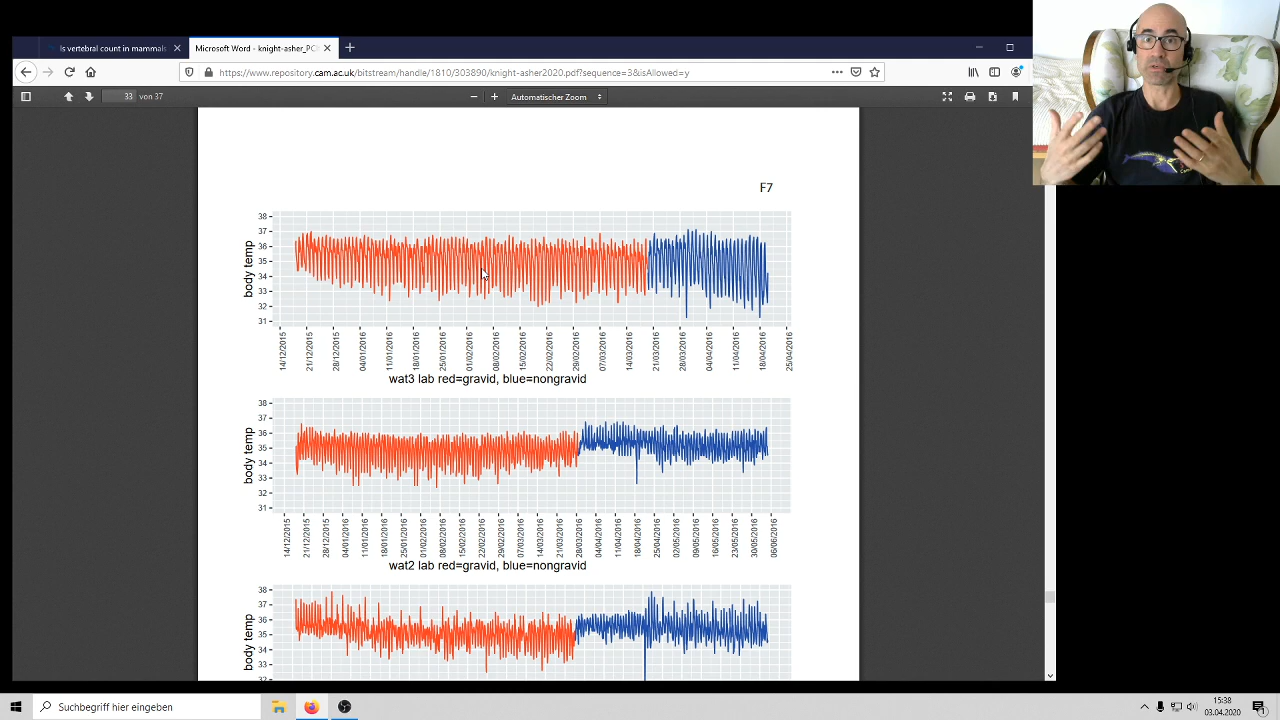 Is vertebral count in mammals
Microsoft Word - knight-asher_PC
https://www.repository.cam.ac.uk/bitstream/handle/1810/303890/knight-asher2020.pdf?sequence=3&isAllowed=y
33 von 37
Automatischer Zoom
F7
body temp
38
37
36
35
34
33
32
31
14/12/2015 21/12/2015 28/12/2015 04/01/2016 11/01/2016 18/01/2016 25/01/2016 01/02/2016 08/02/2016 15/02/2016 22/02/2016 29/02/2016 07/03/2016 14/03/2016 21/03/2016 28/03/2016 04/04/2016 11/04/2016 18/04/2016 25/04/2016
wat3 lab red=gravid, blue=nongravid
body temp
38
37
36
35
34
33
32
31
14/12/2015 21/12/2015 28/12/2015 04/01/2016 11/01/2016 18/01/2016 25/01/2016 01/02/2016 08/02/2016 15/02/2016 22/02/2016 29/02/2016 07/03/2016 14/03/2016 21/03/2016 28/03/2016 04/04/2016 11/04/2016 18/04/2016 25/04/2016 02/05/2016 09/05/2016 16/05/2016 23/05/2016 30/05/2016 06/06/2016
wat2 lab red=gravid, blue=nongravid
body temp
38
37
36
35
34
33
32
Suchbegriff hier eingeben
15:38
03.04.2020